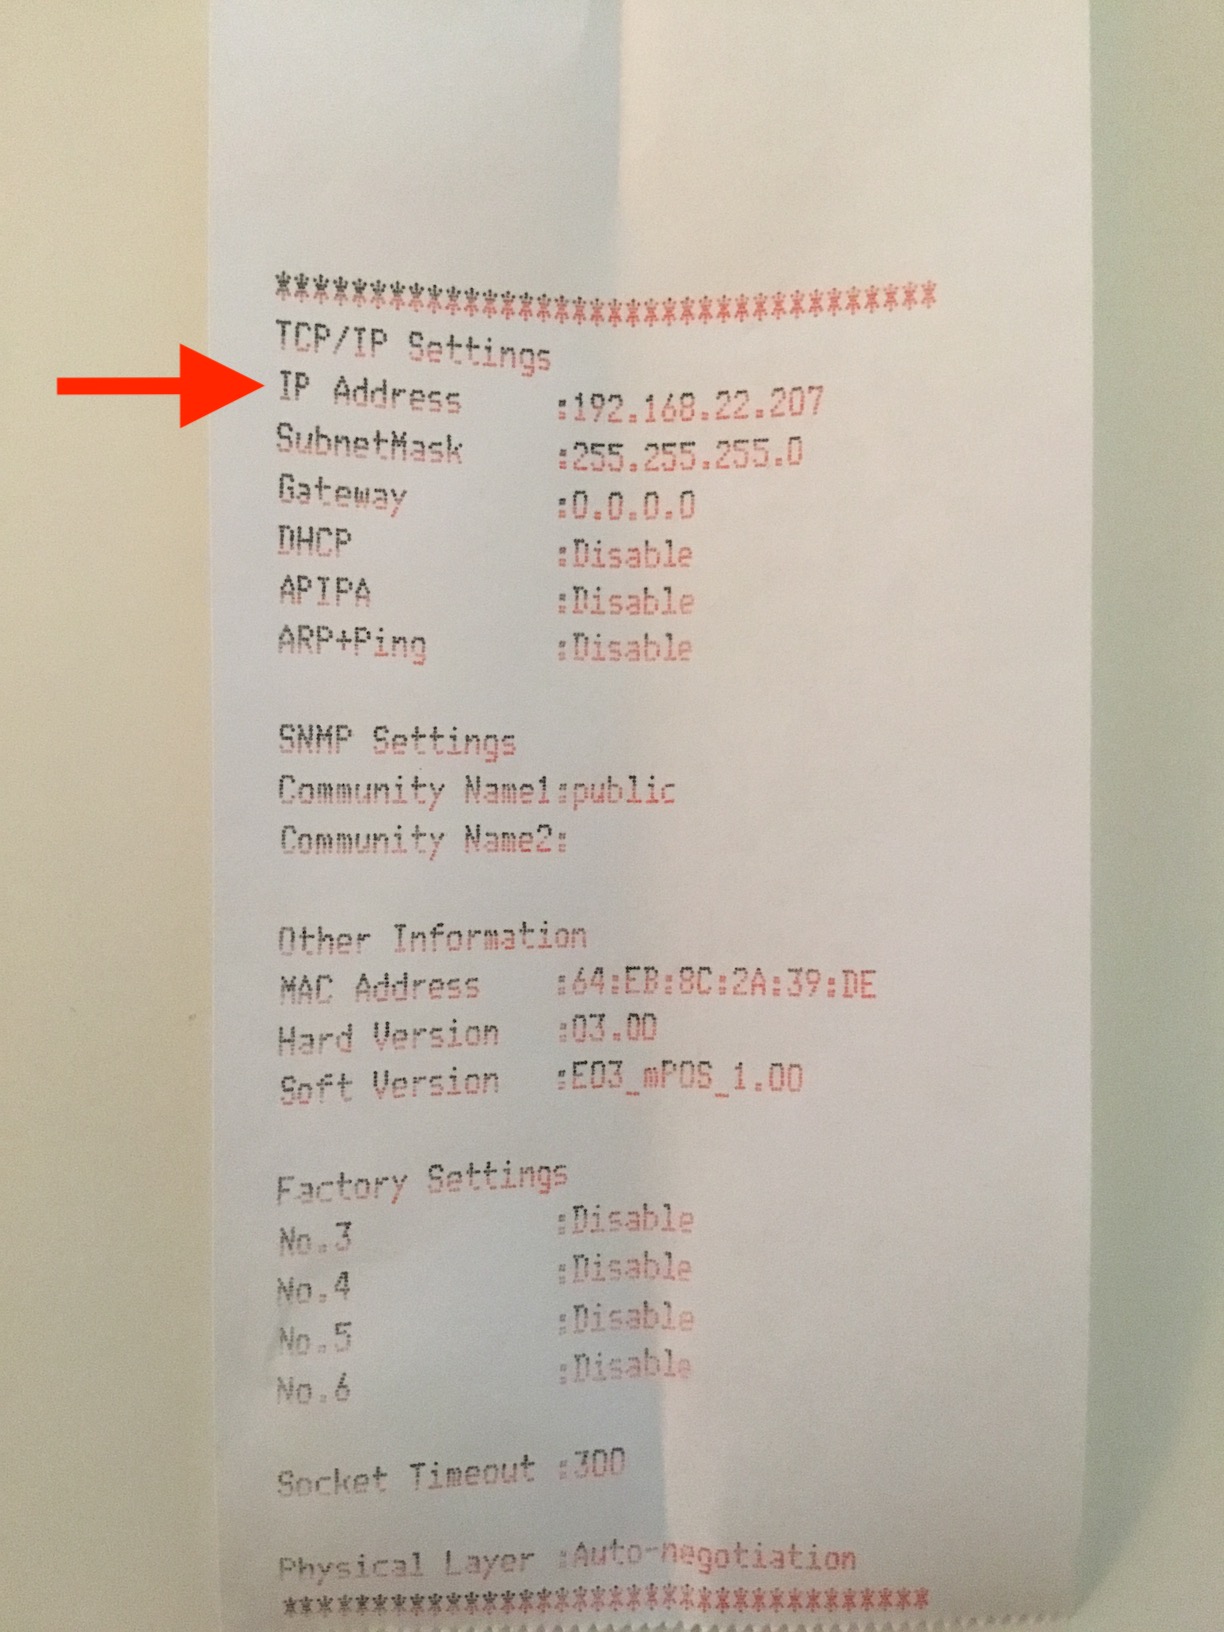 ***********************************
TCP/IP Settings
IP Address :192.168.22.207
SubnetMask :255.255.255.0
Gateway :0.0.0.0
DHCP :Disable
APIPA :Disable
ARP+Ping :Disable
SNMP Settings
Community Name1:public
Community Name2:
Other Information
MAC Address :64:EB:8C:2A:39:DE
Hard Version :03.00
Soft Version :E03_mPOS_1.00
Factory Settings
No.3 :Disable
No.4 :Disable
No.5 :Disable
No.6 :Disable
Socket Timeout :300
Physical Layer :Auto-negotiation
***********************************